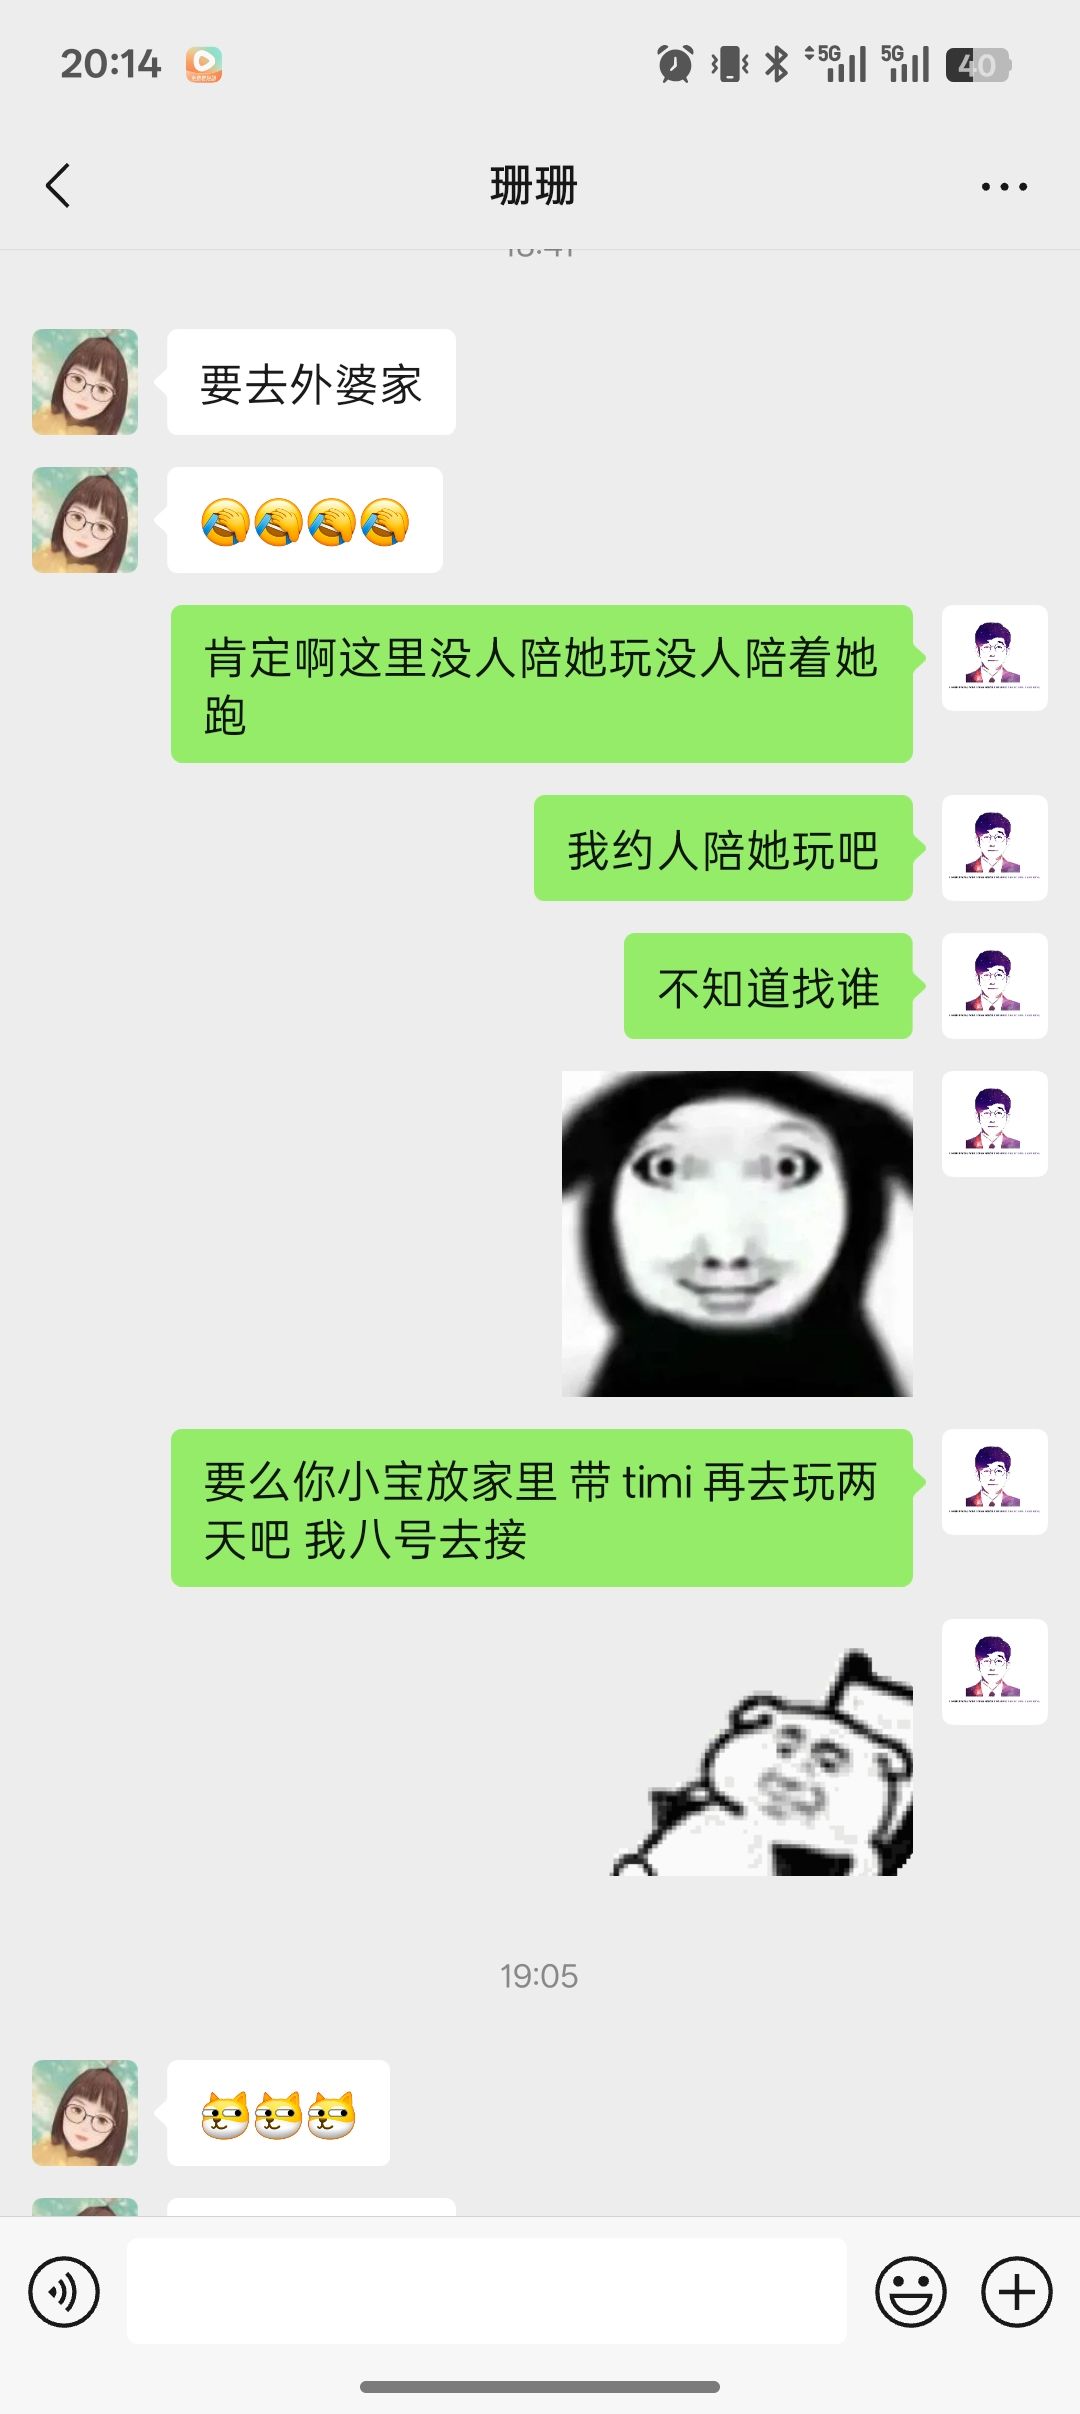 20:14
5G 5G 40
珊珊
要去外婆家
肯定啊这里没人陪她玩没人陪着她
跑
我约人陪她玩吧
不知道找谁
要么你小宝放家里 带 timi 再去玩两
天吧 我八号去接
19:05